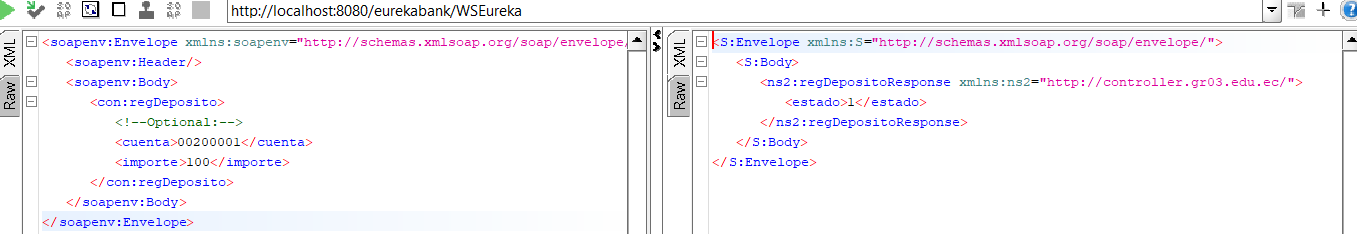 http://localhost:8080/eurekabank/WSEureka
XML
Raw
<soapenv:Envelope xmlns:soapenv="http://schemas.xmlsoap.org/soap/envelope/
<soapenv:Header/>
<soapenv:Body>
<con:regDeposito>
<!--Optional:-->
<cuenta>00200001</cuenta>
<importe>100</importe>
</con:regDeposito>
</soapenv:Body>
</soapenv:Envelope>
XML
Raw
<S:Envelope xmlns:S="http://schemas.xmlsoap.org/soap/envelope/">
<S:Body>
<ns2:regDepositoResponse xmlns:ns2="http://controller.gr03.edu.ec/">
<estado>1</estado>
</ns2:regDepositoResponse>
</S:Body>
</S:Envelope>